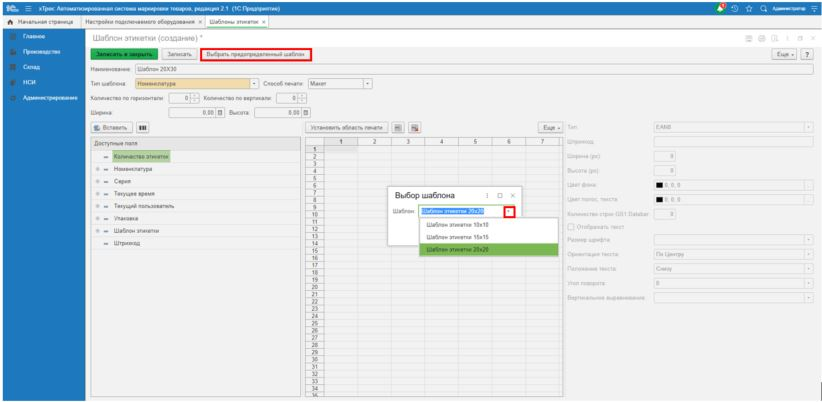 хТрек: Автоматизированная система маркировки товаров, редакция 2.1 (1С:Предприятие)
Администратор
Начальная страница
Настройки подключаемого оборудования ×
Шаблоны этикеток ×
Главное
Производство
Склад
НСИ
Администрирование
Шаблон этикетки (создание) *
Записать и закрыть
Записать
Выбрать предопределенный шаблон
Еще
?
Наименование: Шаблон 20X30
Тип шаблона: Номенклатура
Способ печати: Макет
Количество по горизонтали: 0
Количество по вертикали: 0
Ширина: 0,00
Высота: 0,00
Вставить
Установить область печати
Еще
Доступные поля
Количество этикеток
Номенклатура
Серия
Текущее время
Текущий пользователь
Упаковка
Шаблон этикетки
Штрихкод
1 2 3 4 5 6 7
1
2
3
4
5
6
7
8
9
10
11
12
13
14
15
16
17
18
19
20
21
22
23
24
25
26
27
28
29
30
31
32
33
34
35
Выбор шаблона
Шаблон: Шаблон этикетки 20x20
Шаблон этикетки 10x10
Шаблон этикетки 15x15
Шаблон этикетки 20x20
Тип: EAN8
Штрихкод:
Ширина (px): 0
Высота (px): 0
Цвет фона: 0, 0, 0
Цвет полос, текста: 0, 0, 0
Количество строк GS1 Databar: 0
Отображать текст
Размер шрифта:
Ориентация текста: По Центру
Положение текста: Снизу
Угол поворота: 0
Вертикальное выравнивание: